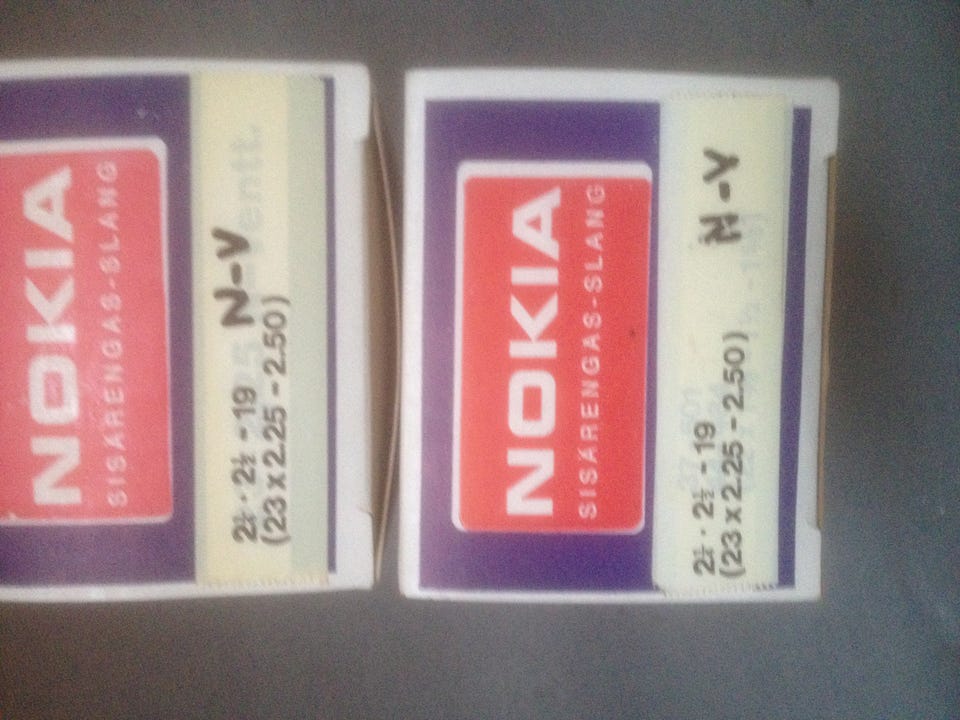 NOKIA
SISÄRENGAS-SLANG
N-V
2¼ · 2½ - 19
(23 x 2.25 - 2.50)
NOKIA
SISÄRENGAS-SLANG
N-V
2¼ · 2½ - 19
(23 x 2.25 - 2.50)